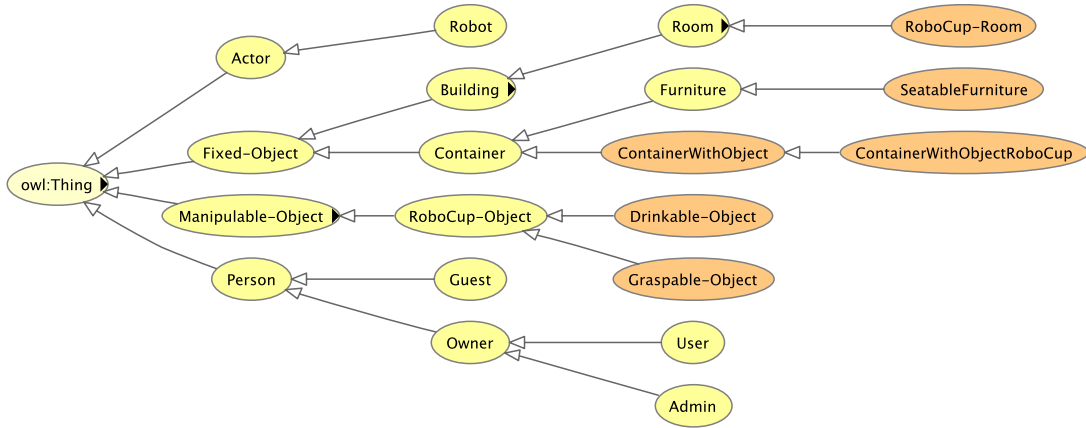 Robot
Room
RoboCup-Room
Actor
Building
Furniture
SeatableFurniture
Fixed-Object
Container
ContainerWithObject
ContainerWithObjectRoboCup
owl:Thing
Manipulable-Object
RoboCup-Object
Drinkable-Object
Person
Guest
Graspable-Object
Owner
User
Admin